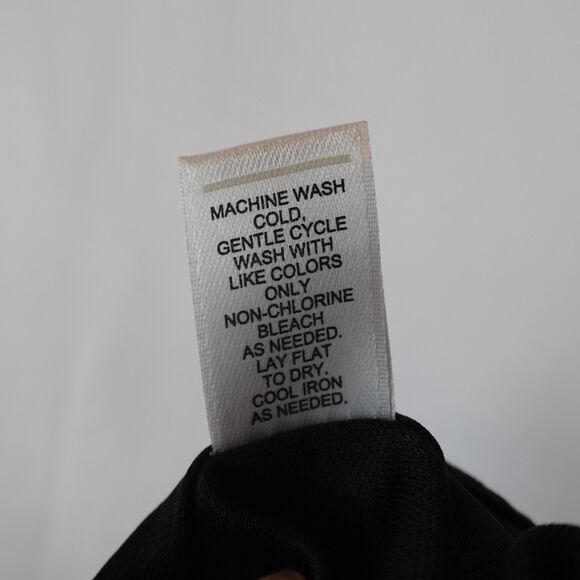 MACHINE WASH
COLD,
GENTLE CYCLE
WASH WITH
LIKE COLORS
ONLY
NON-CHLORINE
BLEACH
AS NEEDED.
LAY FLAT
TO DRY.
COOL IRON
AS NEEDED.